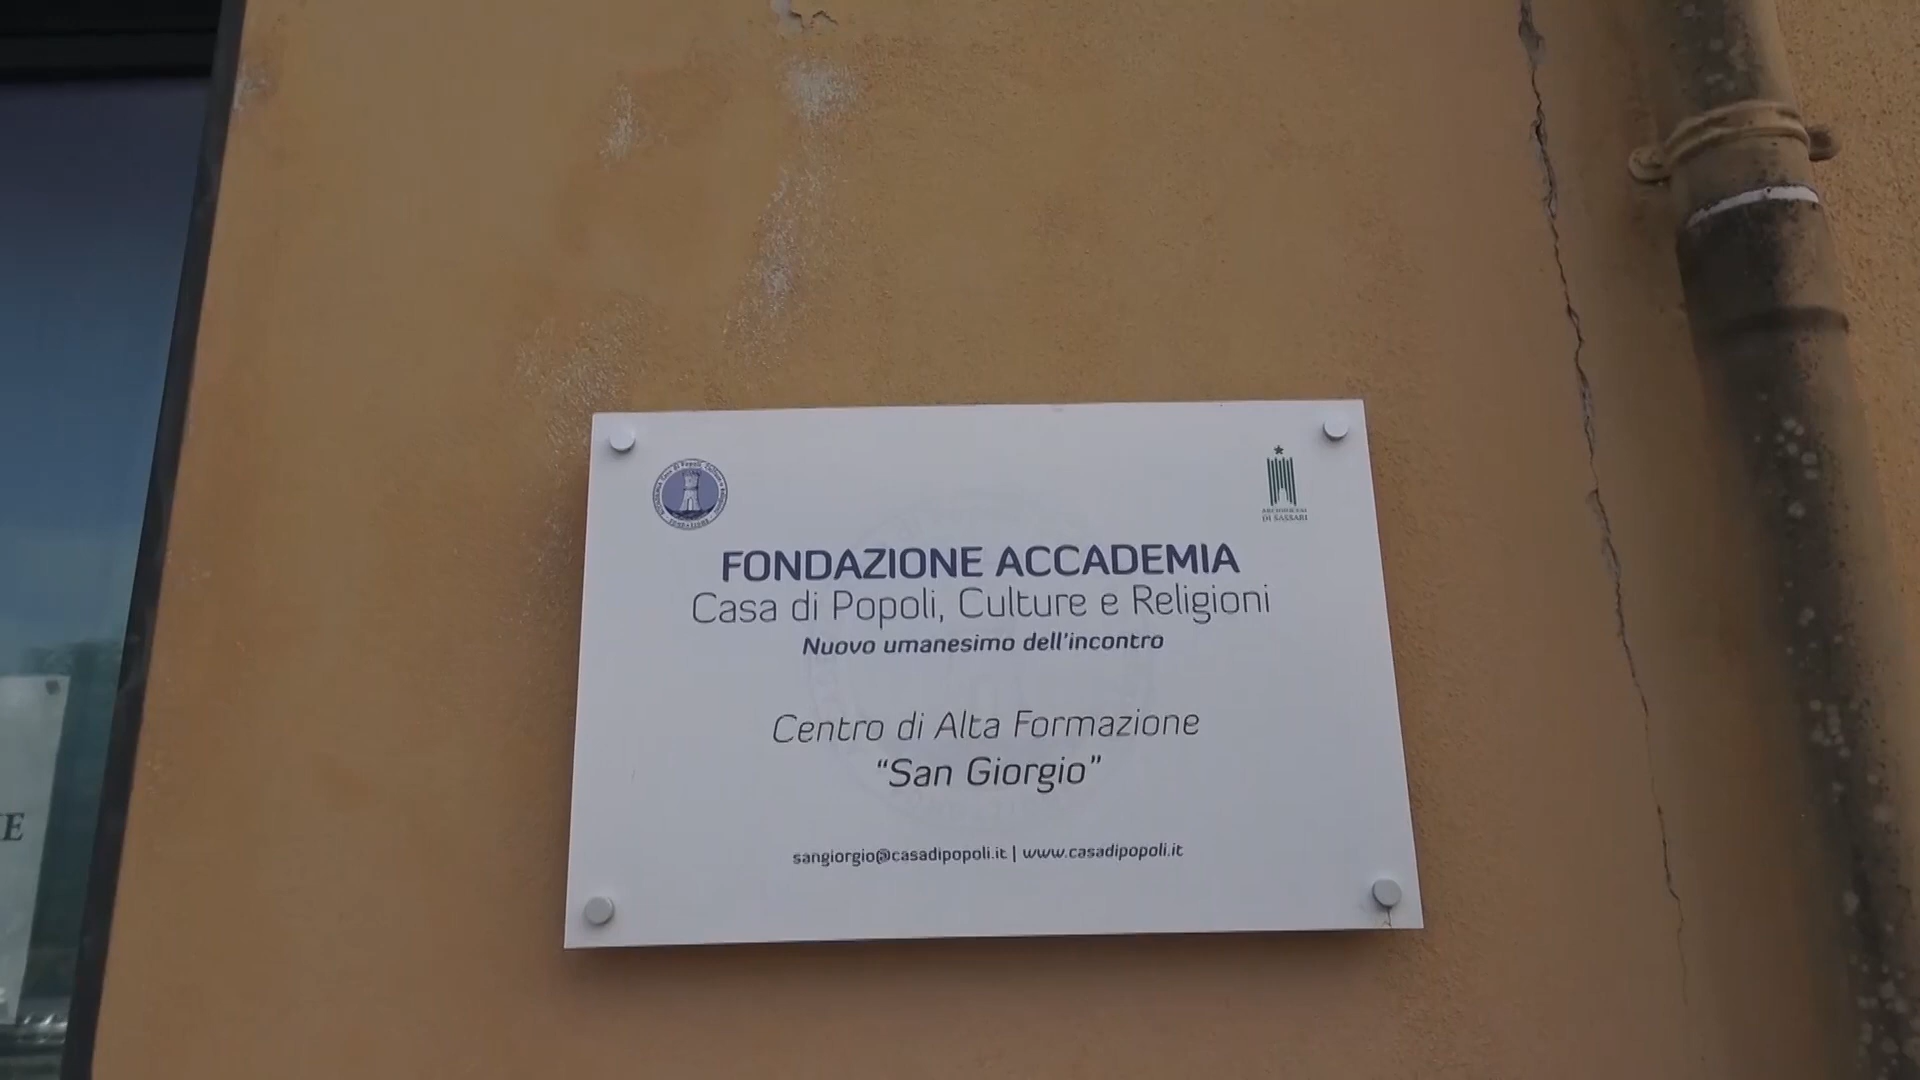 FONDAZIONE
ARCIDIOCESI
DI SASSARI
FONDAZIONE ACCADEMIA
Casa di Popoli, Culture e Religioni
Nuovo umanesimo dell'incontro
Centro di Alta Formazione
“San Giorgio”
sangiorgio@casadipopoli.it | www.casadipopoli.it